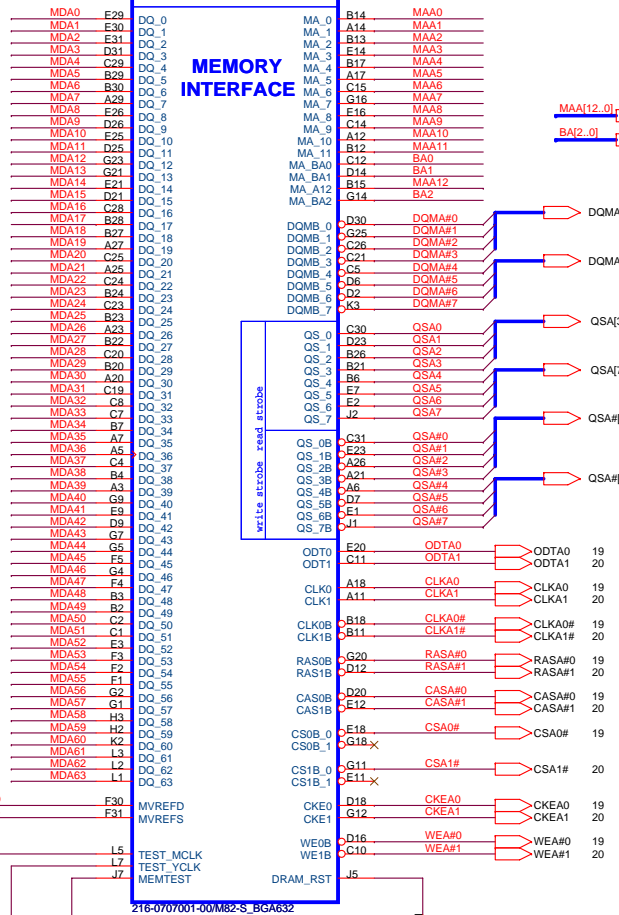 MEMORY
INTERFACE
MDA0 E29 DQ_0
MDA1 E30 DQ_1
MDA2 E31 DQ_2
MDA3 D31 DQ_3
MDA4 C29 DQ_4
MDA5 B29 DQ_5
MDA6 B30 DQ_6
MDA7 A29 DQ_7
MDA8 E26 DQ_8
MDA9 D26 DQ_9
MDA10 E25 DQ_10
MDA11 D25 DQ_11
MDA12 G23 DQ_12
MDA13 G21 DQ_13
MDA14 E21 DQ_14
MDA15 D21 DQ_15
MDA16 C28 DQ_16
MDA17 B28 DQ_17
MDA18 B27 DQ_18
MDA19 A27 DQ_19
MDA20 C25 DQ_20
MDA21 A25 DQ_21
MDA22 C24 DQ_22
MDA23 B24 DQ_23
MDA24 C23 DQ_24
MDA25 B23 DQ_25
MDA26 A23 DQ_26
MDA27 B22 DQ_27
MDA28 C20 DQ_28
MDA29 B20 DQ_29
MDA30 A20 DQ_30
MDA31 C19 DQ_31
MDA32 C8 DQ_32
MDA33 C7 DQ_33
MDA34 B7 DQ_34
MDA35 A7 DQ_35
MDA36 A5 DQ_36
MDA37 C4 DQ_37
MDA38 B4 DQ_38
MDA39 A3 DQ_39
MDA40 G9 DQ_40
MDA41 E9 DQ_41
MDA42 D9 DQ_42
MDA43 G7 DQ_43
MDA44 G5 DQ_44
MDA45 F5 DQ_45
MDA46 G4 DQ_46
MDA47 F4 DQ_47
MDA48 B3 DQ_48
MDA49 B2 DQ_49
MDA50 C2 DQ_50
MDA51 C1 DQ_51
MDA52 E3 DQ_52
MDA53 F3 DQ_53
MDA54 F2 DQ_54
MDA55 F1 DQ_55
MDA56 G2 DQ_56
MDA57 G1 DQ_57
MDA58 H3 DQ_58
MDA59 H2 DQ_59
MDA60 K2 DQ_60
MDA61 L3 DQ_61
MDA62 L2 DQ_62
MDA63 L1 DQ_63
F30 MVREFD
F31 MVREFS
L5 TEST_MCLK
L7 TEST_YCLK
J7 MEMTEST
MA_0 B14 MAA0
MA_1 A14 MAA1
MA_2 B13 MAA2
MA_3 E14 MAA3
MA_4 B17 MAA4
MA_5 A17 MAA5
MA_6 C15 MAA6
MA_7 G16 MAA7
MA_8 E16 MAA8
MA_9 C14 MAA9
MA_10 A12 MAA10
MA_11 B12 MAA11
MA_BA0 C12 BA0
MA_BA1 D14 BA1
MA_A12 B15 MAA12
MA_BA2 G14 BA2
MAA[12..0]
BA[2..0]
DQMB_0 D30 DQMA#0
DQMB_1 G25 DQMA#1
DQMB_2 C26 DQMA#2
DQMB_3 C21 DQMA#3
DQMB_4 C5 DQMA#4
DQMB_5 D6 DQMA#5
DQMB_6 D2 DQMA#6
DQMB_7 K3 DQMA#7
DQMA
DQMA
read strobe
QS_0 C30 QSA0
QS_1 D23 QSA1
QS_2 B26 QSA2
QS_3 B21 QSA3
QS_4 B6 QSA4
QS_5 E7 QSA5
QS_6 E2 QSA6
QS_7 J2 QSA7
QSA[3
QSA[7
write strobe
QS_0B C31 QSA#0
QS_1B E23 QSA#1
QS_2B A26 QSA#2
QS_3B A21 QSA#3
QS_4B A6 QSA#4
QS_5B D7 QSA#5
QS_6B E1 QSA#6
QS_7B J1 QSA#7
QSA#[
QSA#[
ODT0 E20 ODTA0 ODTA0 19
ODT1 C11 ODTA1 ODTA1 20
CLK0 A18 CLKA0 CLKA0 19
CLK1 A11 CLKA1 CLKA1 20
CLK0B B18 CLKA0# CLKA0# 19
CLK1B B11 CLKA1# CLKA1# 20
RAS0B G20 RASA#0 RASA#0 19
RAS1B D12 RASA#1 RASA#1 20
CAS0B D20 CASA#0 CASA#0 19
CAS1B E12 CASA#1 CASA#1 20
CS0B_0 E18 CSA0# CSA0# 19
CS0B_1 G18
CS1B_0 G11 CSA1# CSA1# 20
CS1B_1 E11
CKE0 D18 CKEA0 CKEA0 19
CKE1 G12 CKEA1 CKEA1 20
WE0B D16 WEA#0 WEA#0 19
WE1B C10 WEA#1 WEA#1 20
DRAM_RST J5
216-0707001-00/M82-S_BGA632